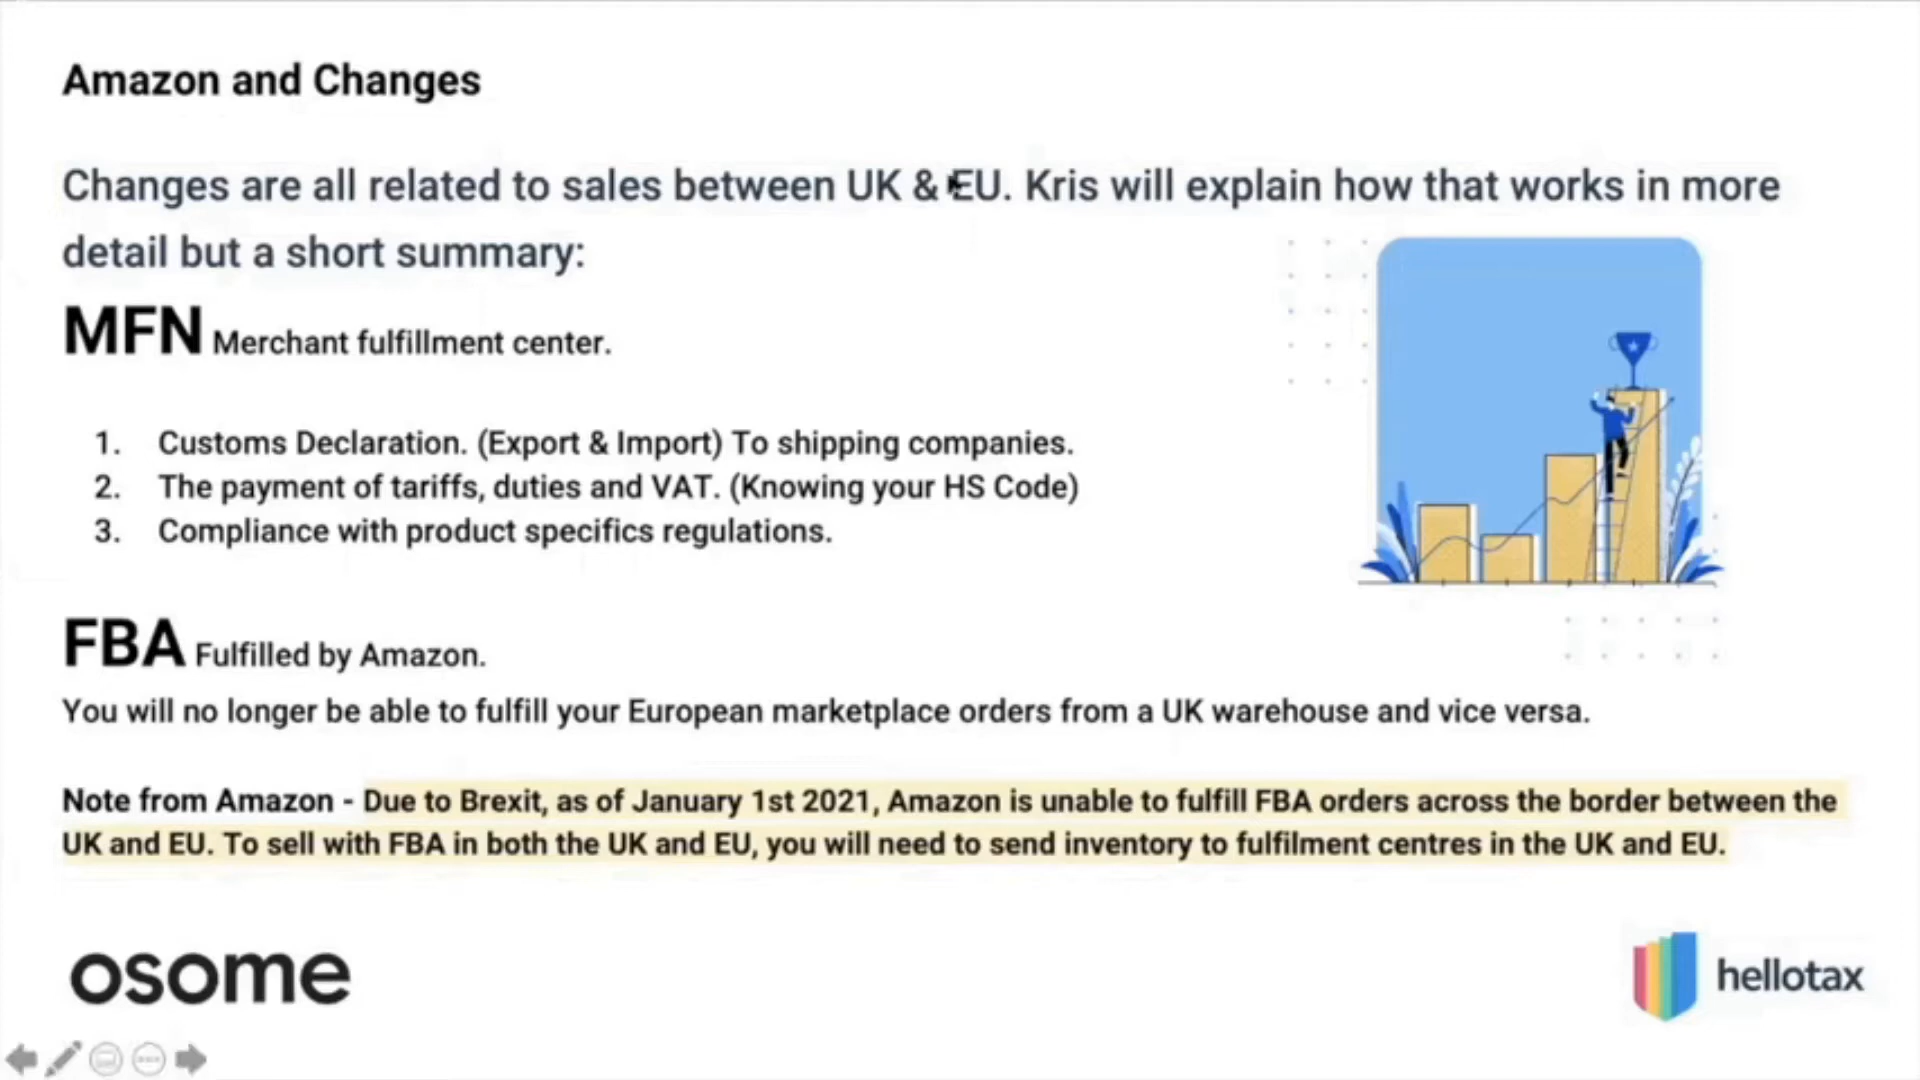 Amazon and Changes
Changes are all related to sales between UK & EU. Kris will explain how that works in more
detail but a short summary:
MFN Merchant fulfillment center.
1. Customs Declaration. (Export & Import) To shipping companies.
2. The payment of tariffs, duties and VAT. (Knowing your HS Code)
3. Compliance with product specifics regulations.
FBA Fulfilled by Amazon.
You will no longer be able to fulfill your European marketplace orders from a UK warehouse and vice versa.
Note from Amazon - Due to Brexit, as of January 1st 2021, Amazon is unable to fulfill FBA orders across the border between the
UK and EU. To sell with FBA in both the UK and EU, you will need to send inventory to fulfilment centres in the UK and EU.
osome
hellotax